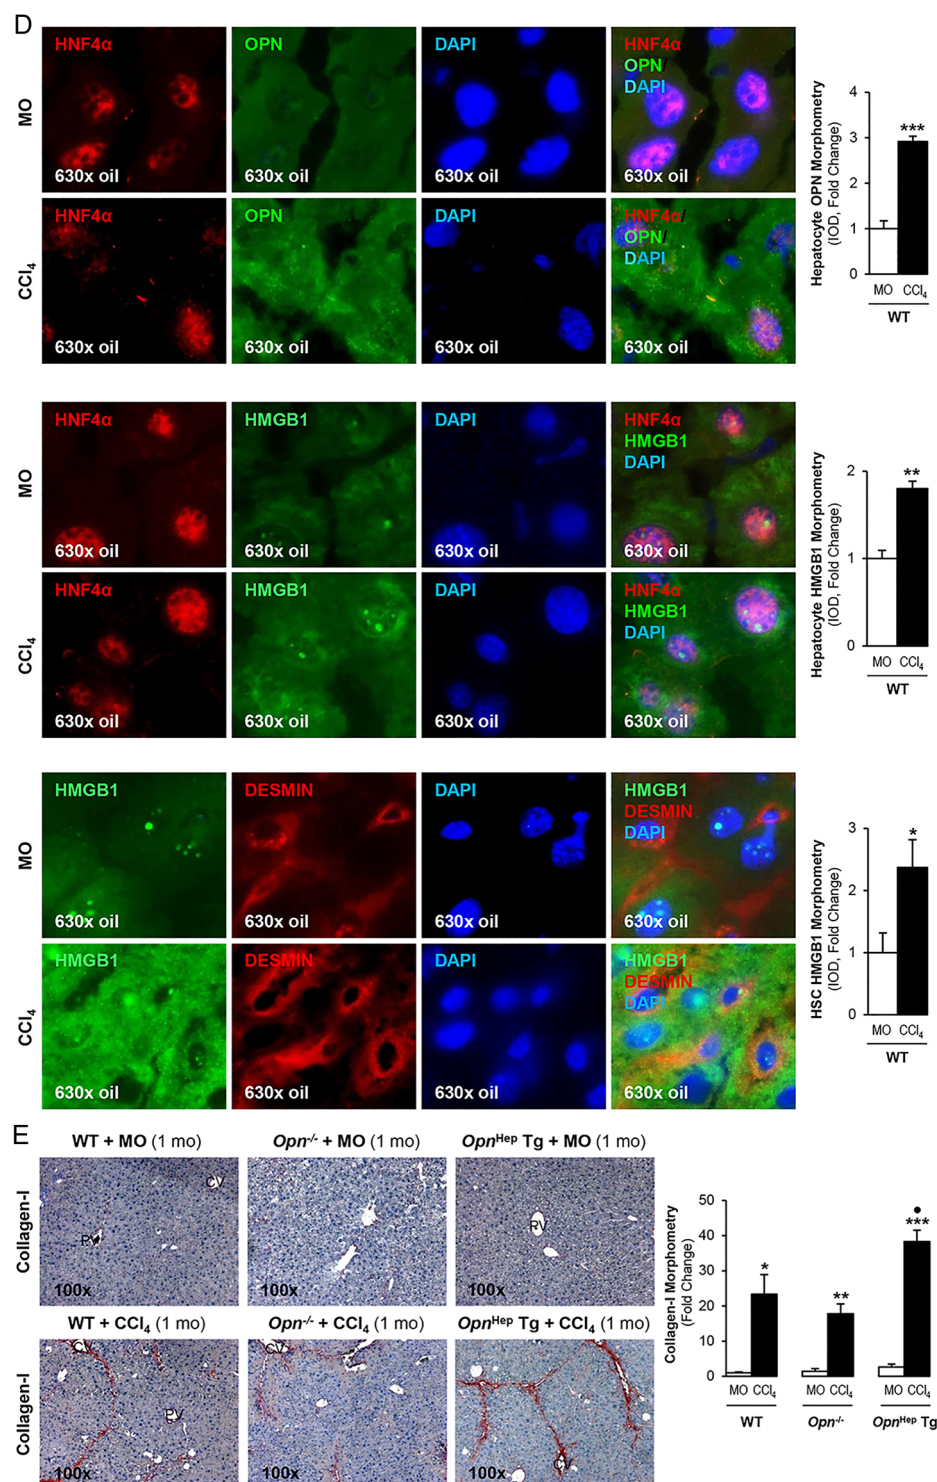 D
MO
HNF4α
630x oil
OPN
630x oil
DAPI
630x oil
HNF4α
OPN/
DAPI
630x oil
CCl4
HNF4α
630x oil
OPN
630x oil
DAPI
630x oil
HNF4α/
OPN/
DAPI
630x oil
Hepatocyte OPN Morphometry
(IOD, Fold Change)
4
3
2
1
0
***
MO CCl4
WT
MO
HNF4α
630x oil
HMGB1
630x oil
DAPI
630x oil
HNF4α
HMGB1
DAPI
630x oil
CCl4
HNF4α
630x oil
HMGB1
630x oil
DAPI
630x oil
HNF4α
HMGB1
DAPI
630x oil
Hepatocyte HMGB1 Morphometry
(IOD, Fold Change)
2
1
0
**
MO CCl4
WT
MO
HMGB1
630x oil
DESMIN
630x oil
DAPI
630x oil
HMGB1
DESMIN
DAPI
630x oil
CCl4
HMGB1
630x oil
DESMIN
630x oil
DAPI
630x oil
HMGB1
DESMIN
DAPI
630x oil
HSC HMGB1 Morphometry
(IOD, Fold Change)
3
2
1
0
*
MO CCl4
WT
E
Collagen-I
WT + MO (1 mo)
CV
PV
100x
Opn-/- + MO (1 mo)
100x
OpnHep Tg + MO (1 mo)
PV
100x
Collagen-I
WT + CCl4 (1 mo)
CV
PV
100x
Opn-/- + CCl4 (1 mo)
CV
100x
OpnHep Tg + CCl4 (1 mo)
CV
100x
Collagen-I Morphometry
(Fold Change)
50
40
30
20
10
0
*
**
●
***
MO CCl4 MO CCl4 MO CCl4
WT Opn-/- OpnHep Tg